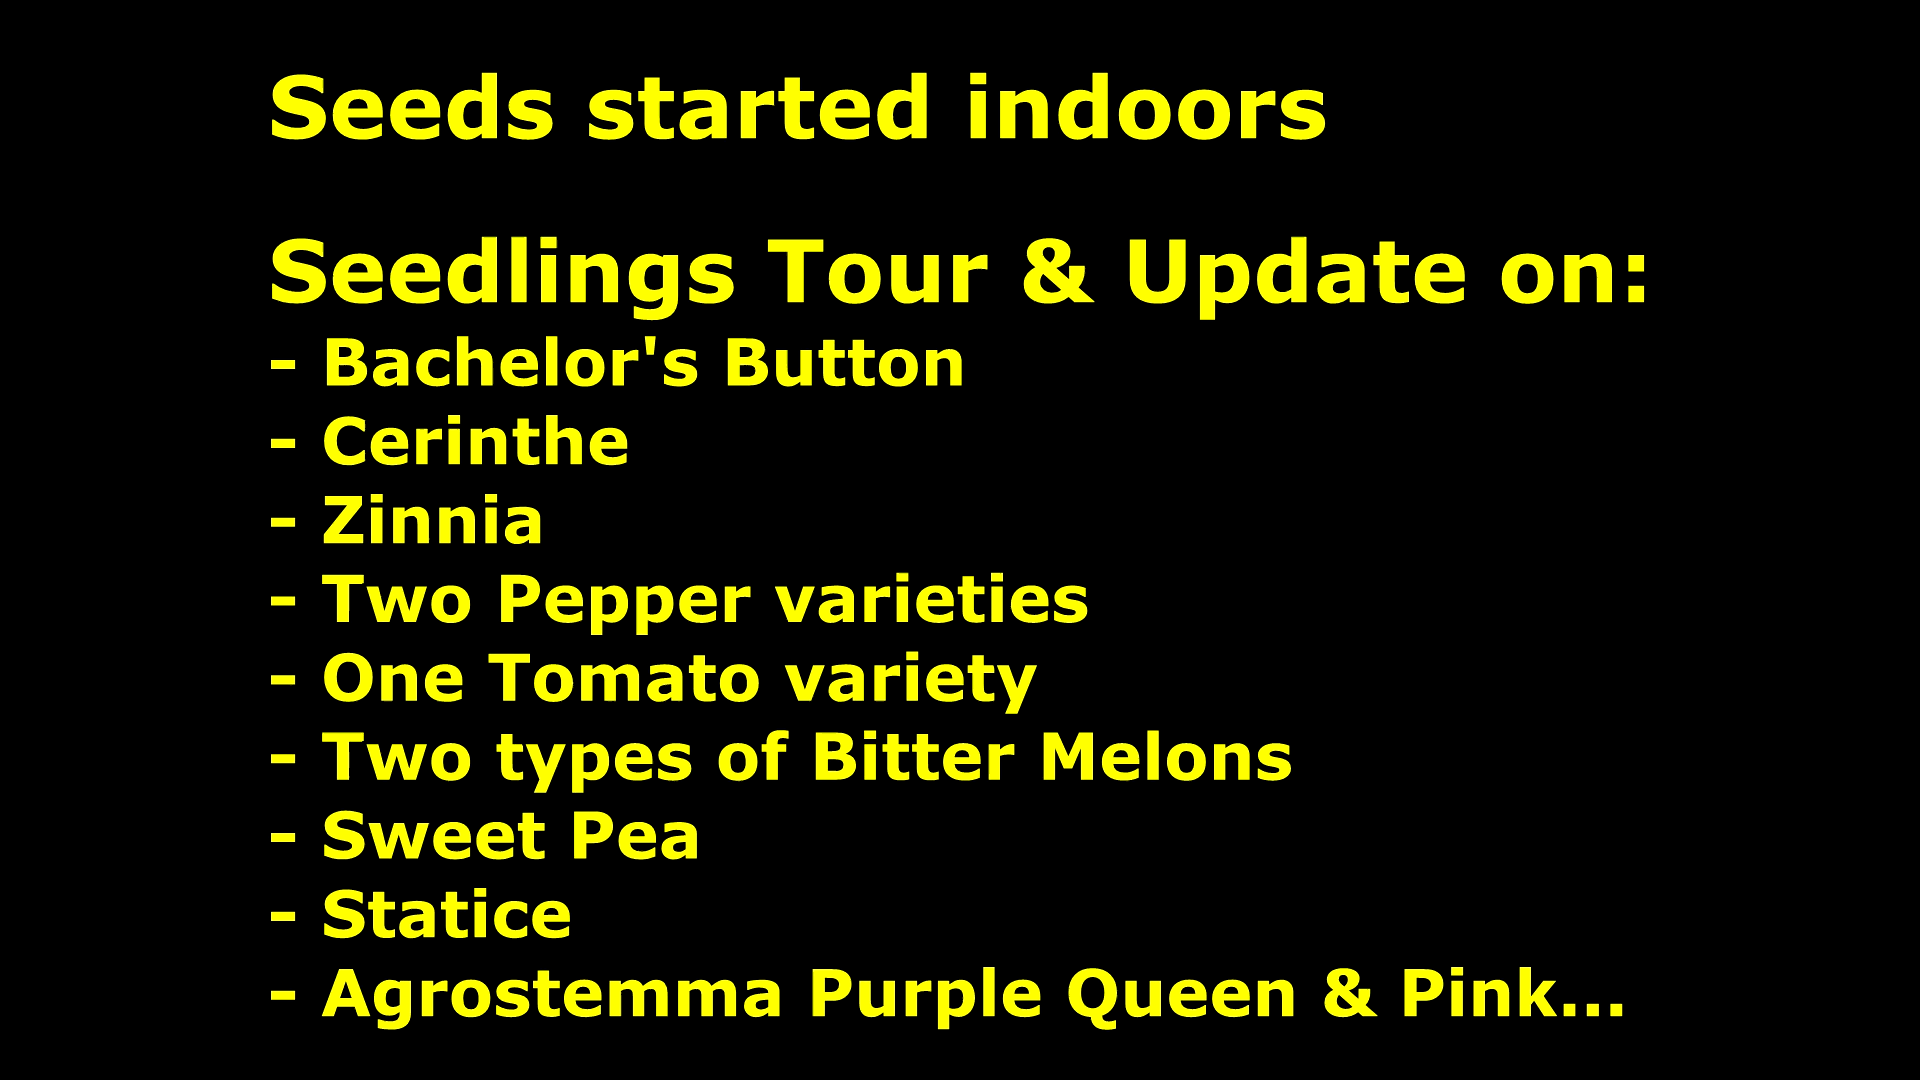 Seeds started indoors
Seedlings Tour & Update on:
- Bachelor's Button
- Cerinthe
- Zinnia
- Two Pepper varieties
- One Tomato variety
- Two types of Bitter Melons
- Sweet Pea
- Statice
- Agrostemma Purple Queen & Pink...